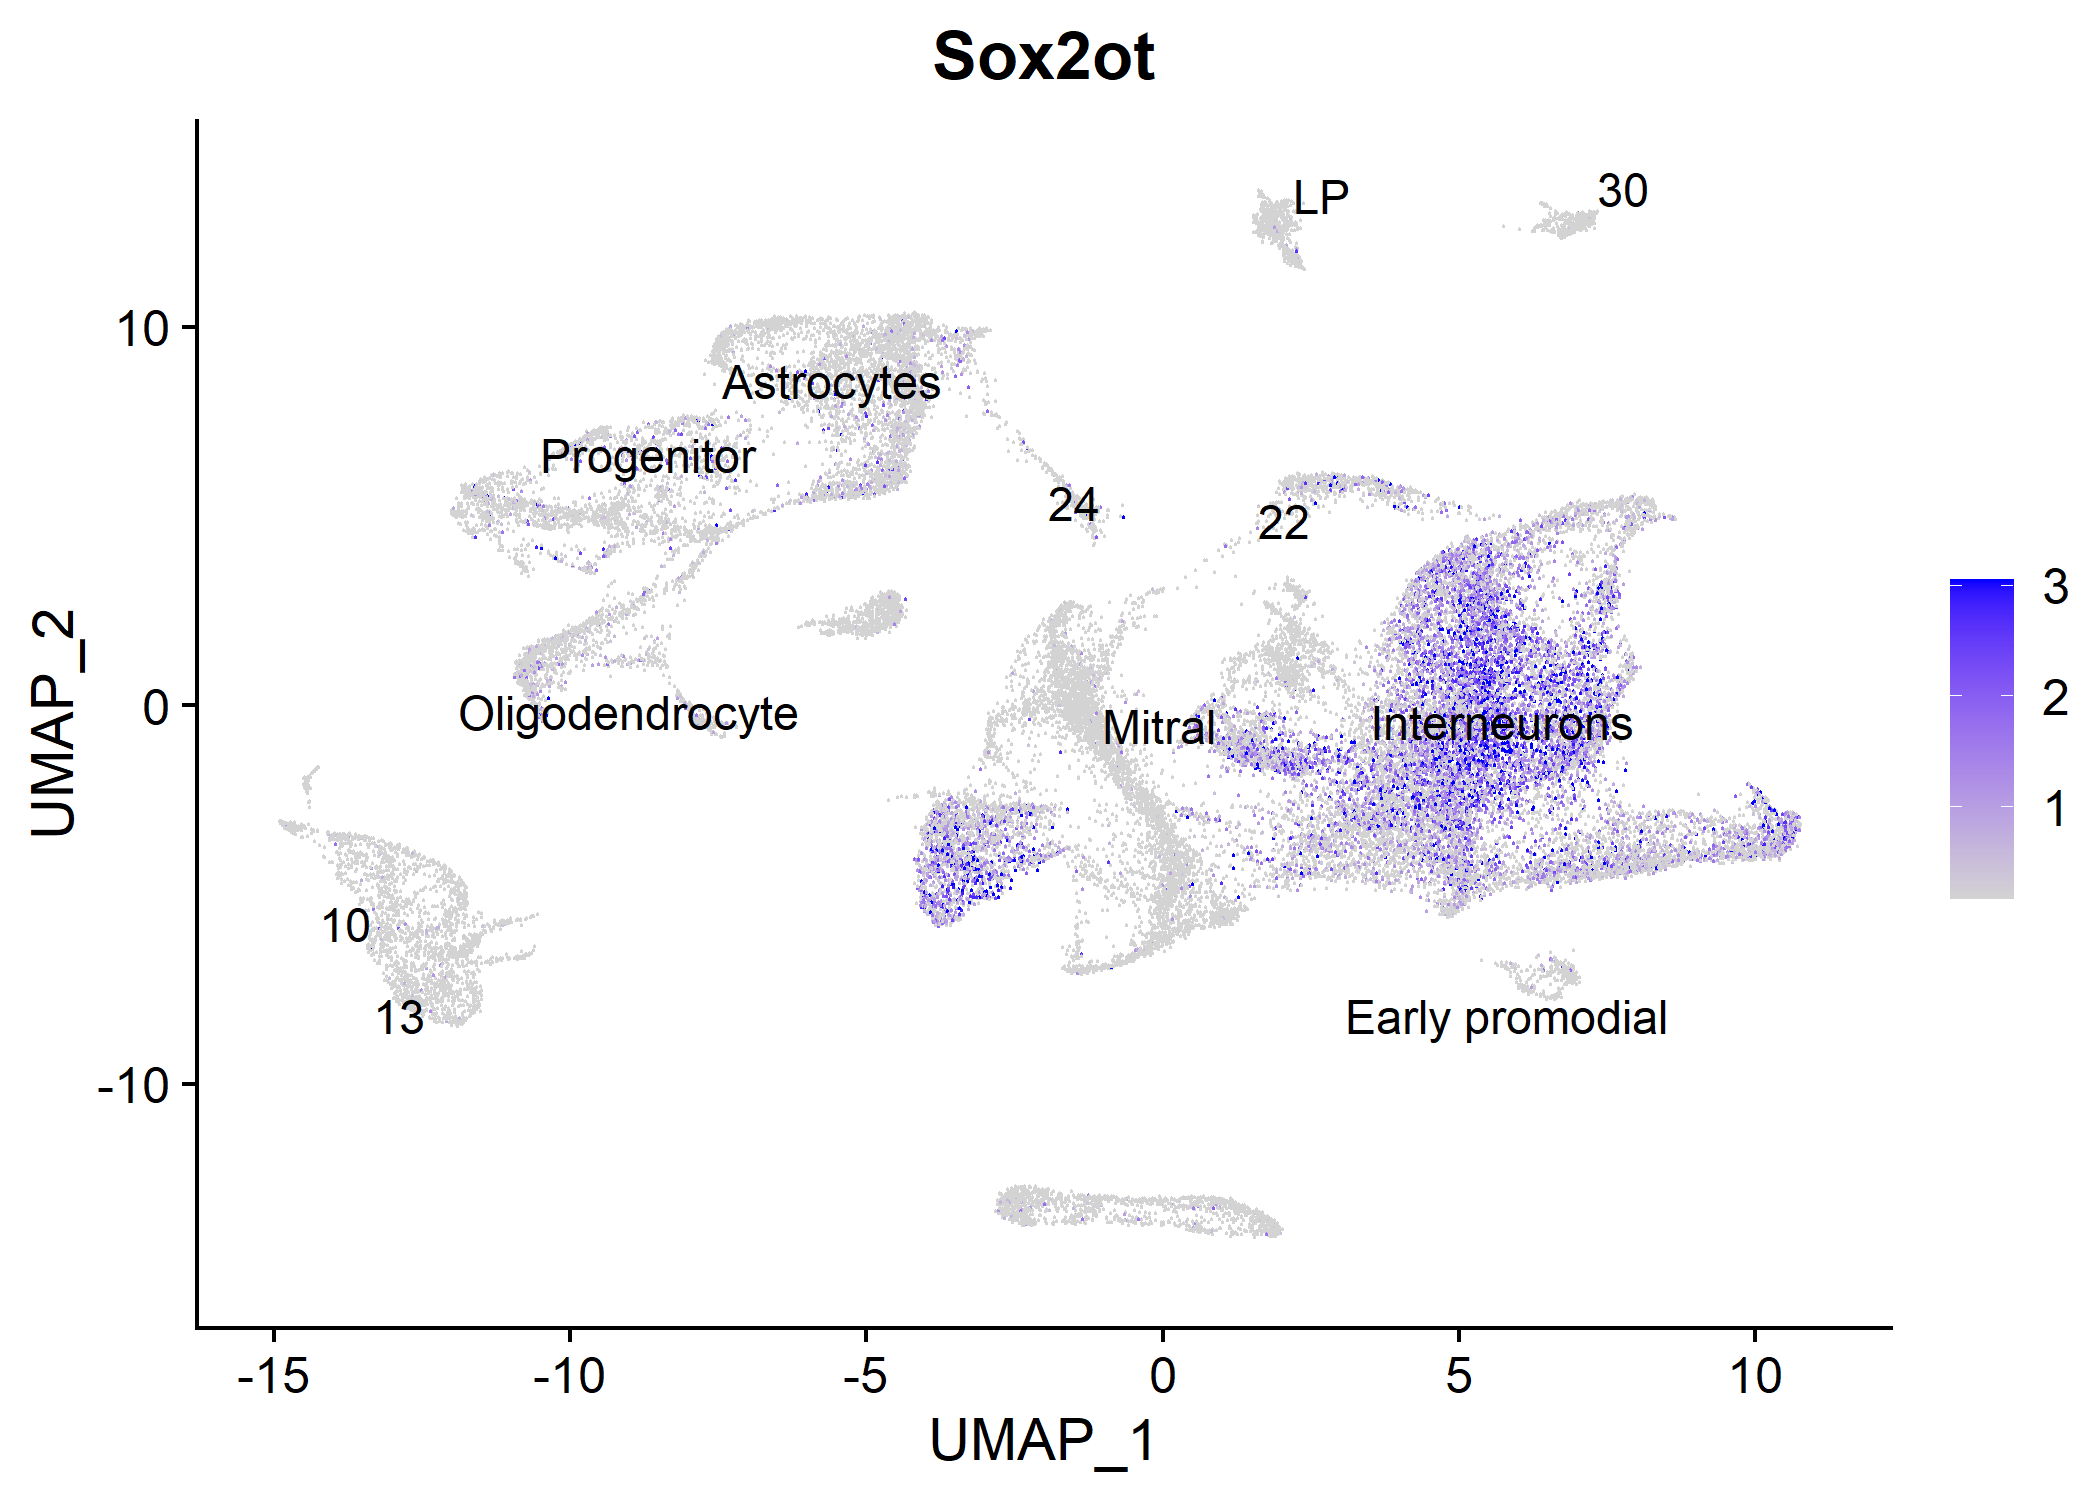 Sox2ot
LP
30
10
Astrocytes
Progenitor
24
22
3
2
1
UMAP_2
0
Oligodendrocyte
Mitral
Interneurons
10
13
Early promodial
-10
-15
-10
-5
0
5
10
UMAP_1